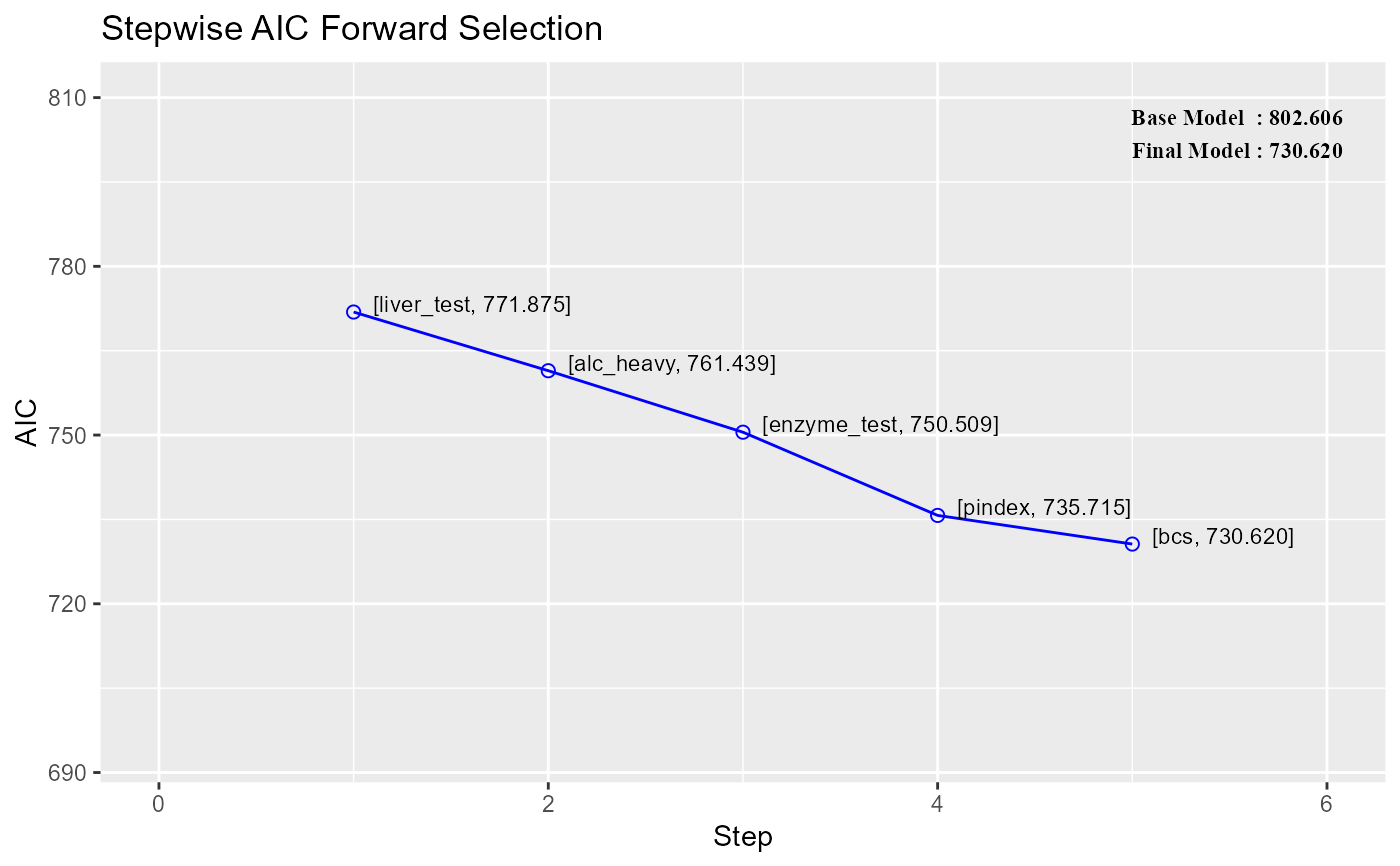 Stepwise AIC Forward Selection
810
Base Model : 802.606
Final Model : 730.620
780
[liver_test, 771.875]
[alc_heavy, 761.439]
750
[enzyme_test, 750.509]
[pindex, 735.715]
[bcs, 730.620]
720
690
AIC
0 2 4 6
Step